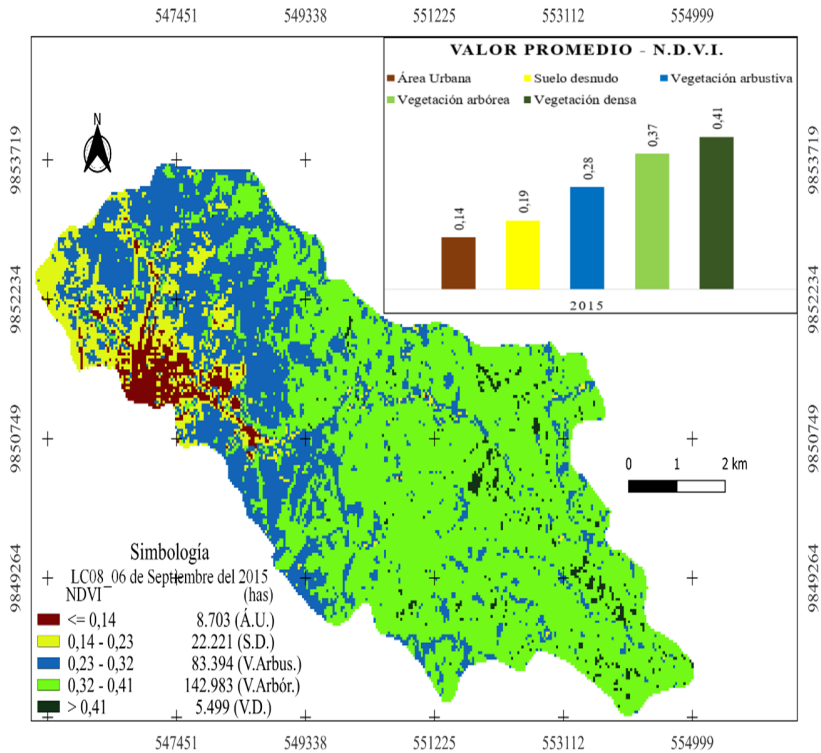 547451 549338 551225 553112 554999
VALOR PROMEDIO - N.D.V.I.
Área Urbana Suelo desnudo Vegetación arbustiva
Vegetación arbórea Vegetación densa
0,14 0,19 0,28 0,37 0,41
2015
N
9853719 9853719
9852234 9852234
9850749 9850749
9849264 9849264
0 1 2 km
Simbología
LC08_06 de Septiembre del 2015
NDVI (has)
<= 0,14 8.703 (Á.U.)
0,14 - 0,23 22.221 (S.D.)
0,23 - 0,32 83.394 (V.Arbus.)
0,32 - 0,41 142.983 (V.Arbór.)
> 0,41 5.499 (V.D.)
547451 549338 551225 553112 554999